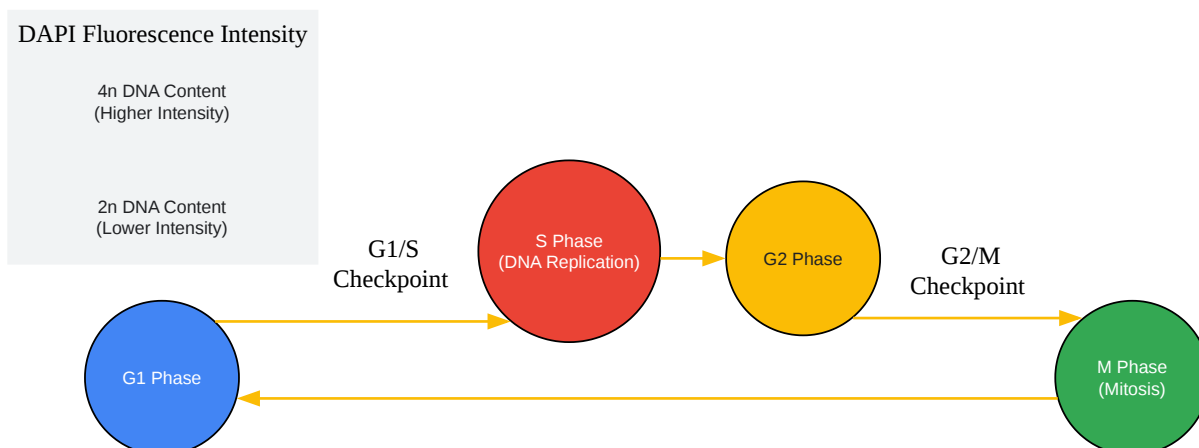 DAPI Fluorescence Intensity
4n DNA Content
(Higher Intensity)
2n DNA Content
(Lower Intensity)
G1/S
Checkpoint
S Phase
(DNA Replication)
G2 Phase
G2/M
Checkpoint
G1 Phase
M Phase
(Mitosis)